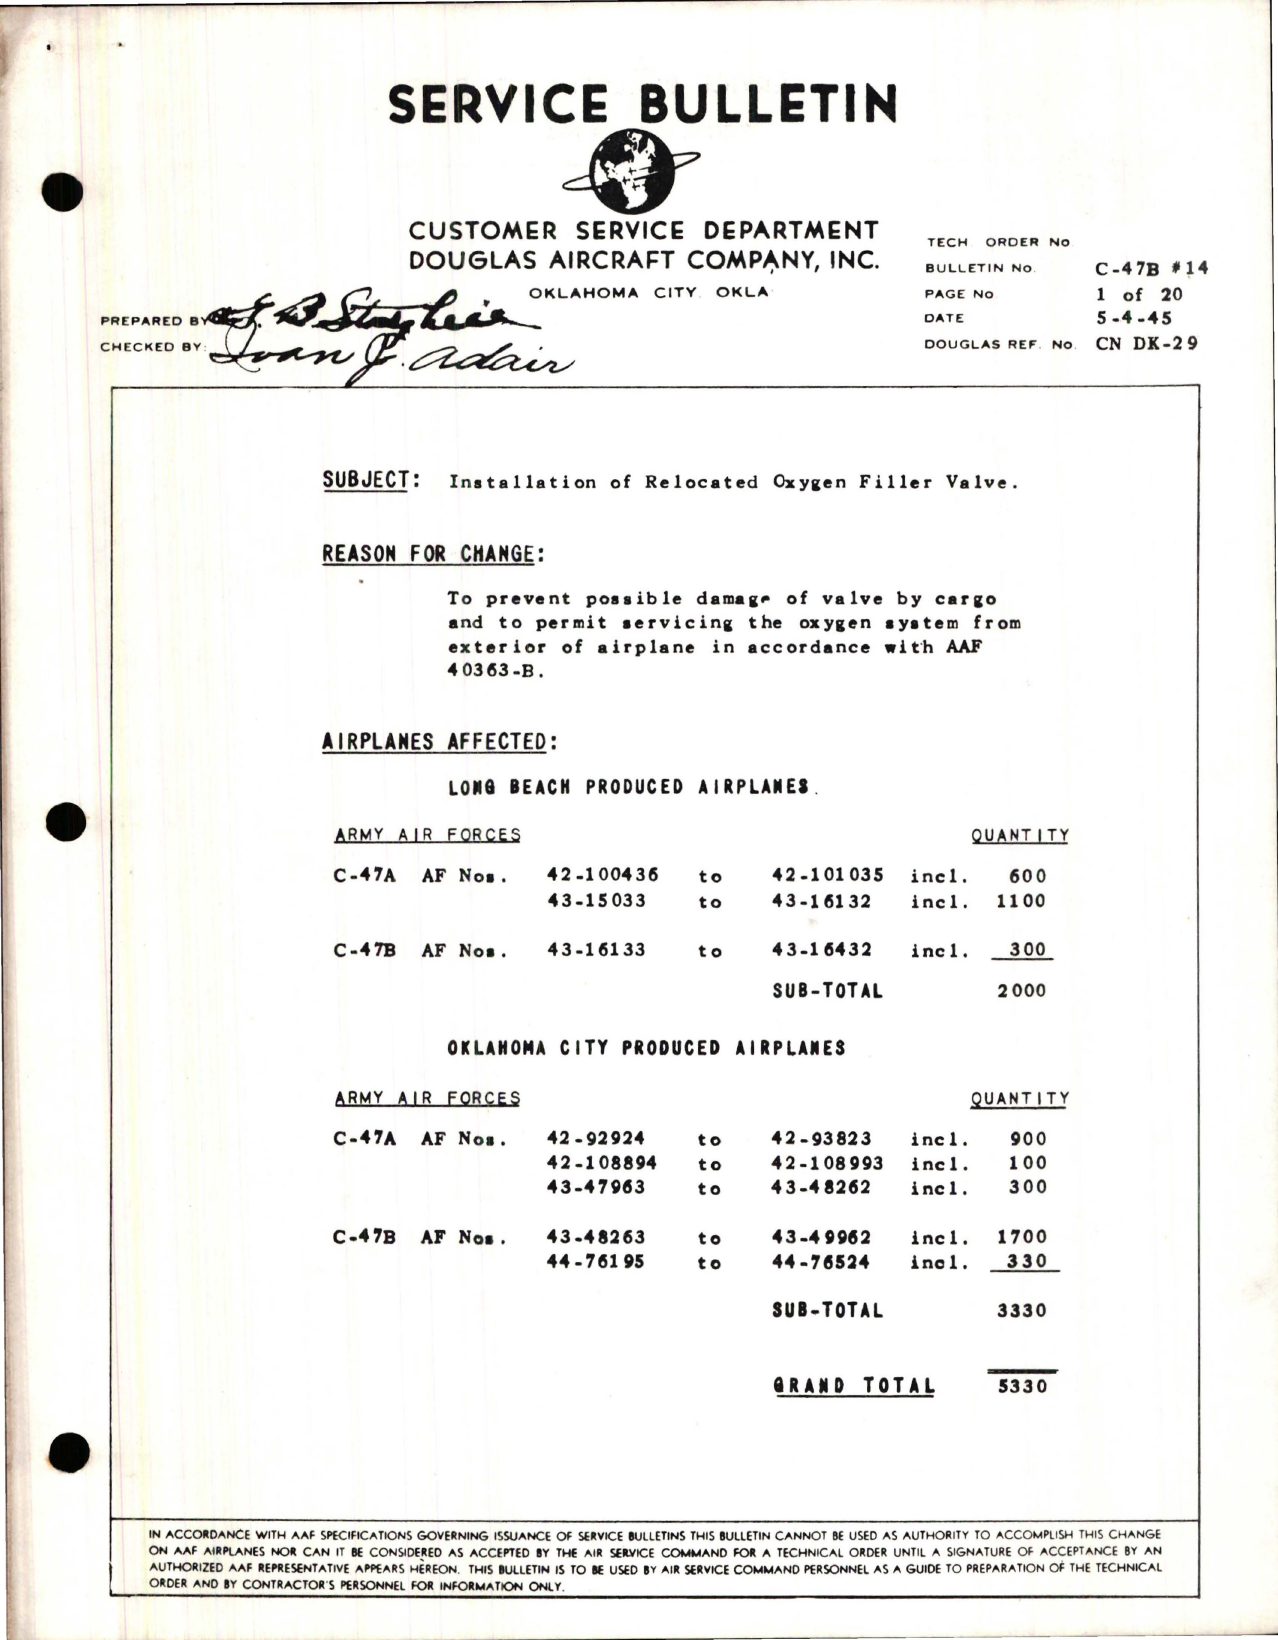 SERVICE BULLETIN
CUSTOMER SERVICE DEPARTMENT
DOUGLAS AIRCRAFT COMPANY, INC.
OKLAHOMA CITY OKLA
TECH ORDER No
BULLETIN No. C-47B #14
PAGE No 1 of 20
DATE 5-4-45
DOUGLAS REF. No. CN DK-29
PREPARED BY B
CHECKED BY: Ivan J. Adair
SUBJECT: Installation of Relocated Oxygen Filler Valve.
REASON FOR CHANGE:
To prevent possible damage of valve by cargo
and to permit servicing the oxygen system from
exterior of airplane in accordance with AAF
40363-B.
AIRPLANES AFFECTED:
LONG BEACH PRODUCED AIRPLANES.
ARMY AIR FORCES QUANTITY
C-47A AF Nos. 42-100436 to 42-101035 incl. 600
43-15033 to 43-16132 incl. 1100
C-47B AF Nos. 43-16133 to 43-16432 incl. 300
SUB-TOTAL 2000
OKLAHOMA CITY PRODUCED AIRPLANES
ARMY AIR FORCES QUANTITY
C-47A AF Nos. 42-92924 to 42-93823 incl. 900
42-108894 to 42-108993 incl. 100
43-47963 to 43-48262 incl. 300
C-47B AF Nos. 43-48263 to 43-49962 incl. 1700
44-76195 to 44-76524 incl. 330
SUB-TOTAL 3330
GRAND TOTAL 5330
IN ACCORDANCE WITH AAF SPECIFICATIONS GOVERNING ISSUANCE OF SERVICE BULLETINS THIS BULLETIN CANNOT BE USED AS AUTHORITY TO ACCOMPLISH THIS CHANGE
ON AAF AIRPLANES NOR CAN IT BE CONSIDERED AS ACCEPTED BY THE AIR SERVICE COMMAND FOR A TECHNICAL ORDER UNTIL A SIGNATURE OF ACCEPTANCE BY AN
AUTHORIZED AAF REPRESENTATIVE APPEARS HEREON. THIS BULLETIN IS TO BE USED BY AIR SERVICE COMMAND PERSONNEL AS A GUIDE TO PREPARATION OF THE TECHNICAL
ORDER AND BY CONTRACTOR'S PERSONNEL FOR INFORMATION ONLY.